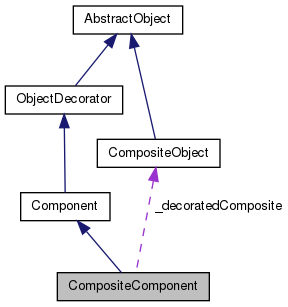 AbstractObject
ObjectDecorator
CompositeObject
Component
_decoratedComposite
CompositeComponent